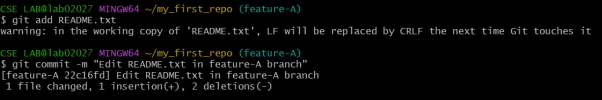 CSE LAB@lab02027 MINGW64 ~/my_first_repo (feature-A)
$ git add README.txt
warning: in the working copy of 'README.txt', LF will be replaced by CRLF the next time Git touches it
CSE LAB@lab02027 MINGW64 ~/my_first_repo (feature-A)
$ git commit -m "Edit README.txt in feature-A branch"
[feature-A 22c16fd] Edit README.txt in feature-A branch
1 file changed, 1 insertion(+), 2 deletions(-)